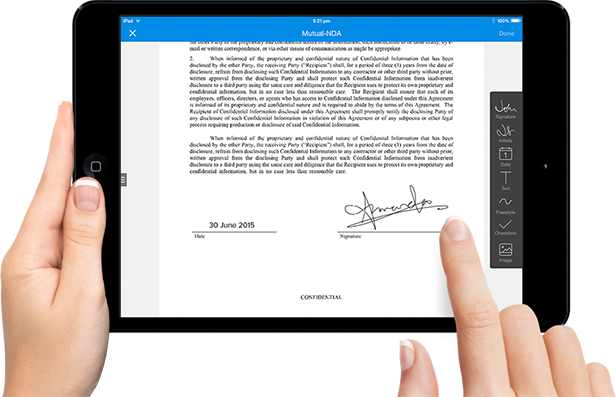 iPad 5:21 pm 100%
Mutual-NDA Done
the other Party of the proprietary and confidential nature of the information, such notification to be done orally, by e-
mail or written correspondence, or via other means of communication as might be appropriate.
2. When informed of the proprietary and confidential nature of Confidential Information that has been
disclosed by the other Party, the receiving Party ("Recipient") shall, for a period of three (3) years from the date of
disclosure, refrain from disclosing such Confidential Information to any contractor or other third party without prior,
written approval from the disclosing Party and shall protect such Confidential Information from inadvertent
disclosure to a third party using the same care and diligence that the Recipient uses to protect its own proprietary and
confidential information, but in no case less than reasonable care. The Recipient shall ensure that each of its
employees, officers, directors, or agents who has access to Confidential Information disclosed under this Agreement
is informed of its proprietary and confidential nature and is required to abide by the terms of this Agreement. The
Recipient of Confidential Information disclosed under this Agreement shall promptly notify the disclosing Party of
any disclosure of such Confidential Information in violation of this Agreement or of any subpoena or other legal
process requiring production or disclosure of said Confidential Information.
When informed of the proprietary and confidential nature of Confidential Information that has been
disclosed by the other Party, the receiving Party ("Recipient") shall, for a period of three (3) years from the date of
disclosure, refrain from disclosing such Confidential Information to any contractor or other third party without prior,
written approval from the disclosing Party and shall protect such Confidential Information from inadvertent
disclosure to a third party using the same care and diligence that the Recipient uses to protect its own proprietary and
confidential information, but in no case less than reasonable care.
30 June 2015
Date Signature
CONFIDENTIAL
Signature
Initials
1
Date
Text
Freestyle
Checkbox
Image